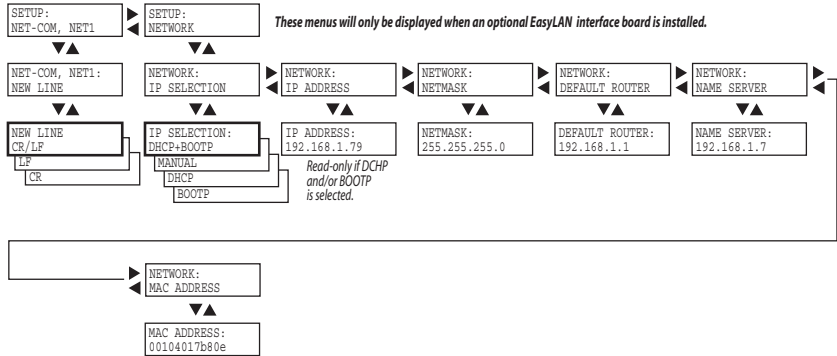 SETUP:
NET-COM, NET1
SETUP:
NETWORK
These menus will only be displayed when an optional EasyLAN interface board is installed.
NET-COM, NET1:
NEW LINE
NETWORK:
IP SELECTION
NETWORK:
IP ADDRESS
NETWORK:
NETMASK
NETWORK:
DEFAULT ROUTER
NETWORK:
NAME SERVER
NEW LINE
CR/LF
LF
CR
IP SELECTION:
DHCP+BOOTP
MANUAL
DHCP
BOOTP
IP ADDRESS:
192.168.1.79
Read-only if DCHP
and/or BOOTP
is selected.
NETMASK:
255.255.255.0
DEFAULT ROUTER:
192.168.1.1
NAME SERVER:
192.168.1.7
NETWORK:
MAC ADDRESS
MAC ADDRESS:
00104017b80e